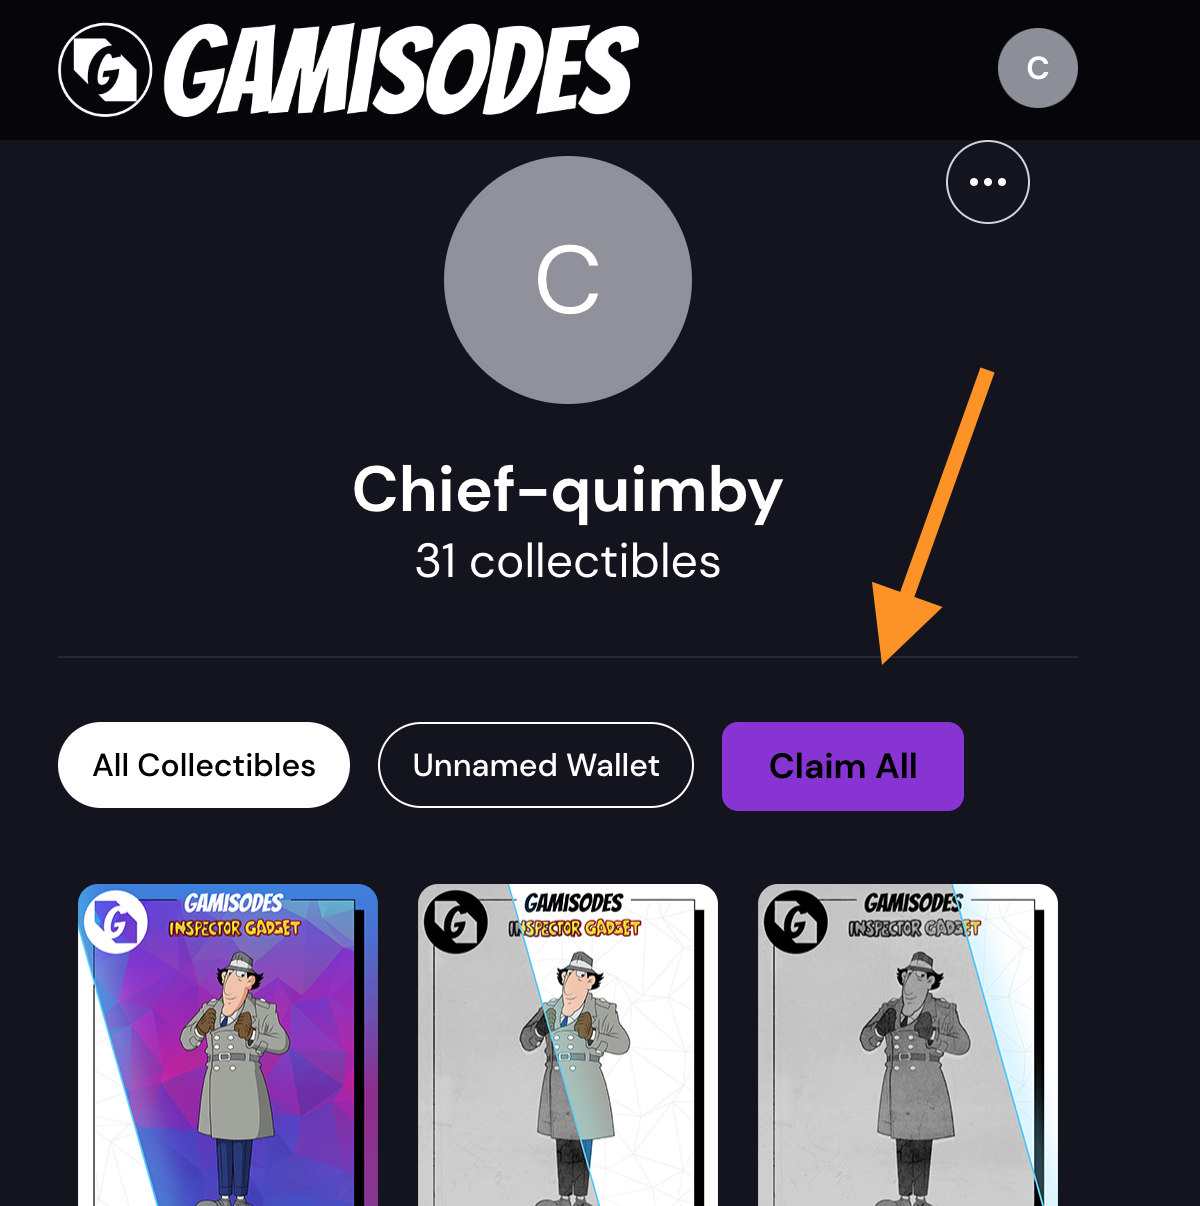 G GAMISODES
C
C
Chief-quimby
31 collectibles
All Collectibles
Unnamed Wallet
Claim All
G GAMISODES
INSPECTOR GADGET
G GAMISODES
INSPECTOR GADGET
G GAMISODES
INSPECTOR GADGET